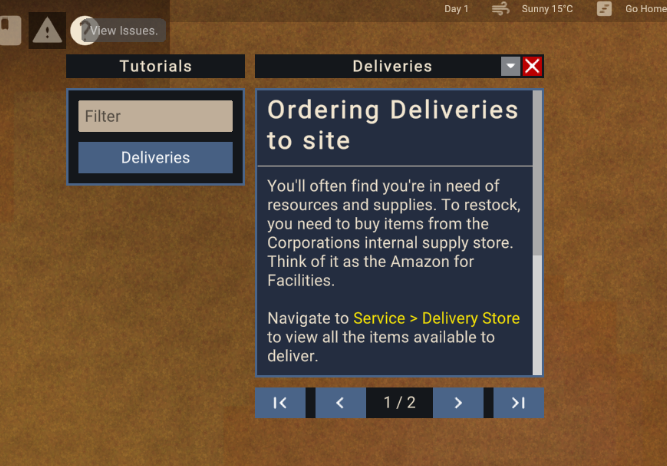 Day 1
Sunny 15°C
Go Home
View Issues.
Tutorials
Deliveries
Filter
Deliveries
Ordering Deliveries
to site
You'll often find you're in need of
resources and supplies. To restock,
you need to buy items from the
Corporations internal supply store.
Think of it as the Amazon for
Facilities.
Navigate to Service > Delivery Store
to view all the items available to
deliver.
1 / 2